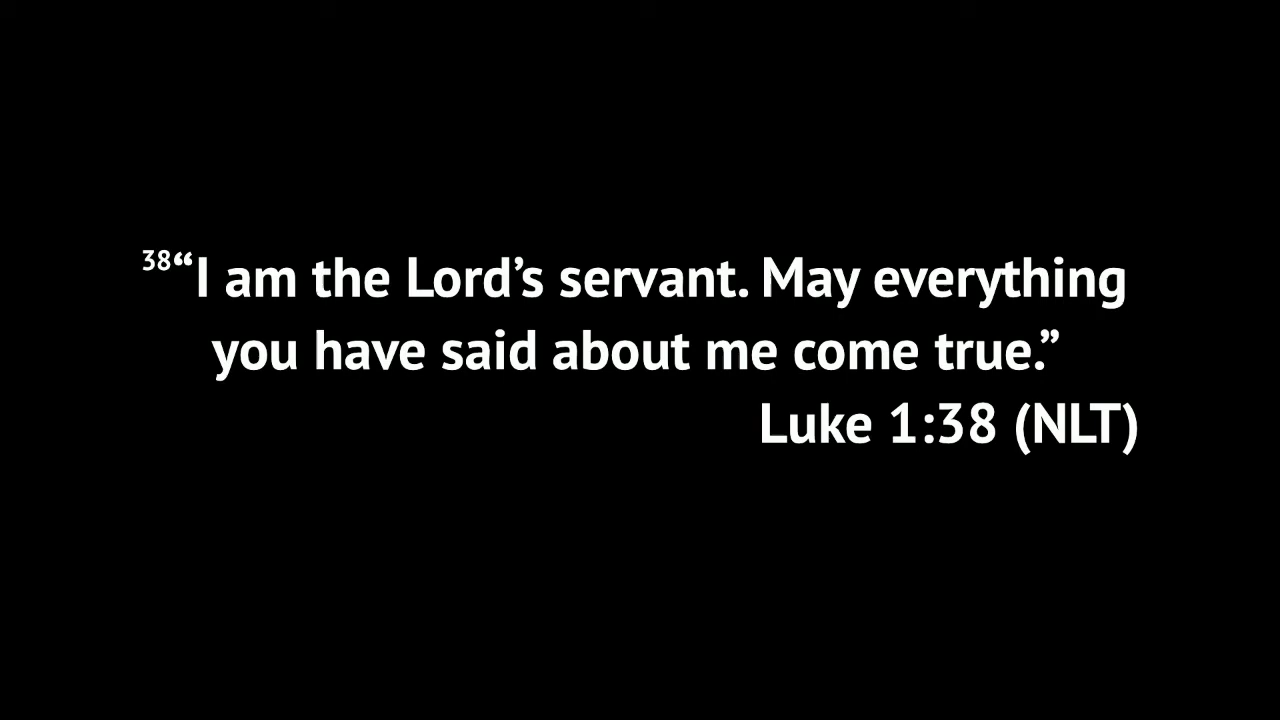 38“I am the Lord’s servant. May everything
you have said about me come true.”
Luke 1:38 (NLT)